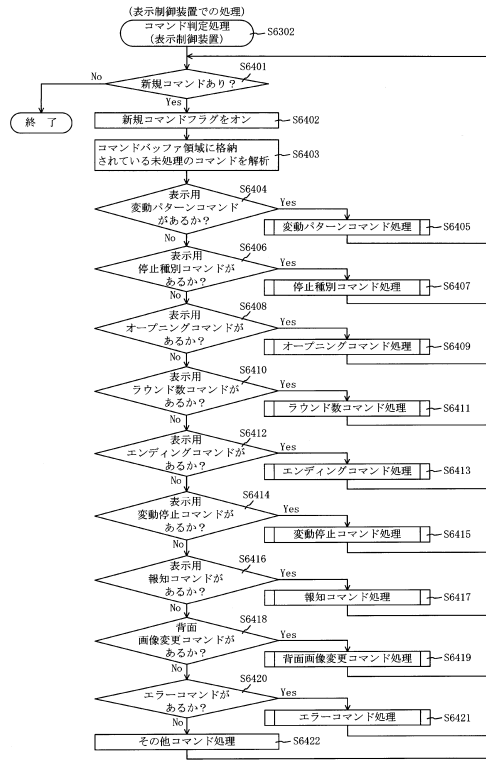 (表示制御装置での処理)
コマンド判定処理
(表示制御装置)
S6302
S6401
No
新規コマンドあり？
Yes
終 了
新規コマンドフラグをオン
S6402
コマンドバッファ領域に格納
されている未処理のコマンドを解析
S6403
S6404
表示用
変動パターンコマンド
があるか？
Yes
変動パターンコマンド処理
S6405
No
S6406
表示用
停止種別コマンドが
あるか？
Yes
停止種別コマンド処理
S6407
No
S6408
表示用
オープニングコマンドが
あるか？
Yes
オープニングコマンド処理
S6409
No
S6410
表示用
ラウンド数コマンドが
あるか？
Yes
ラウンド数コマンド処理
S6411
No
S6412
表示用
エンディングコマンドが
あるか？
Yes
エンディングコマンド処理
S6413
No
S6414
表示用
変動停止コマンドが
あるか？
Yes
変動停止コマンド処理
S6415
No
S6416
表示用
報知コマンドが
あるか？
Yes
報知コマンド処理
S6417
No
S6418
背面
画像変更コマンドが
あるか？
Yes
背面画像変更コマンド処理
S6419
No
S6420
エラーコマンドが
あるか？
Yes
エラーコマンド処理
S6421
No
その他コマンド処理
S6422